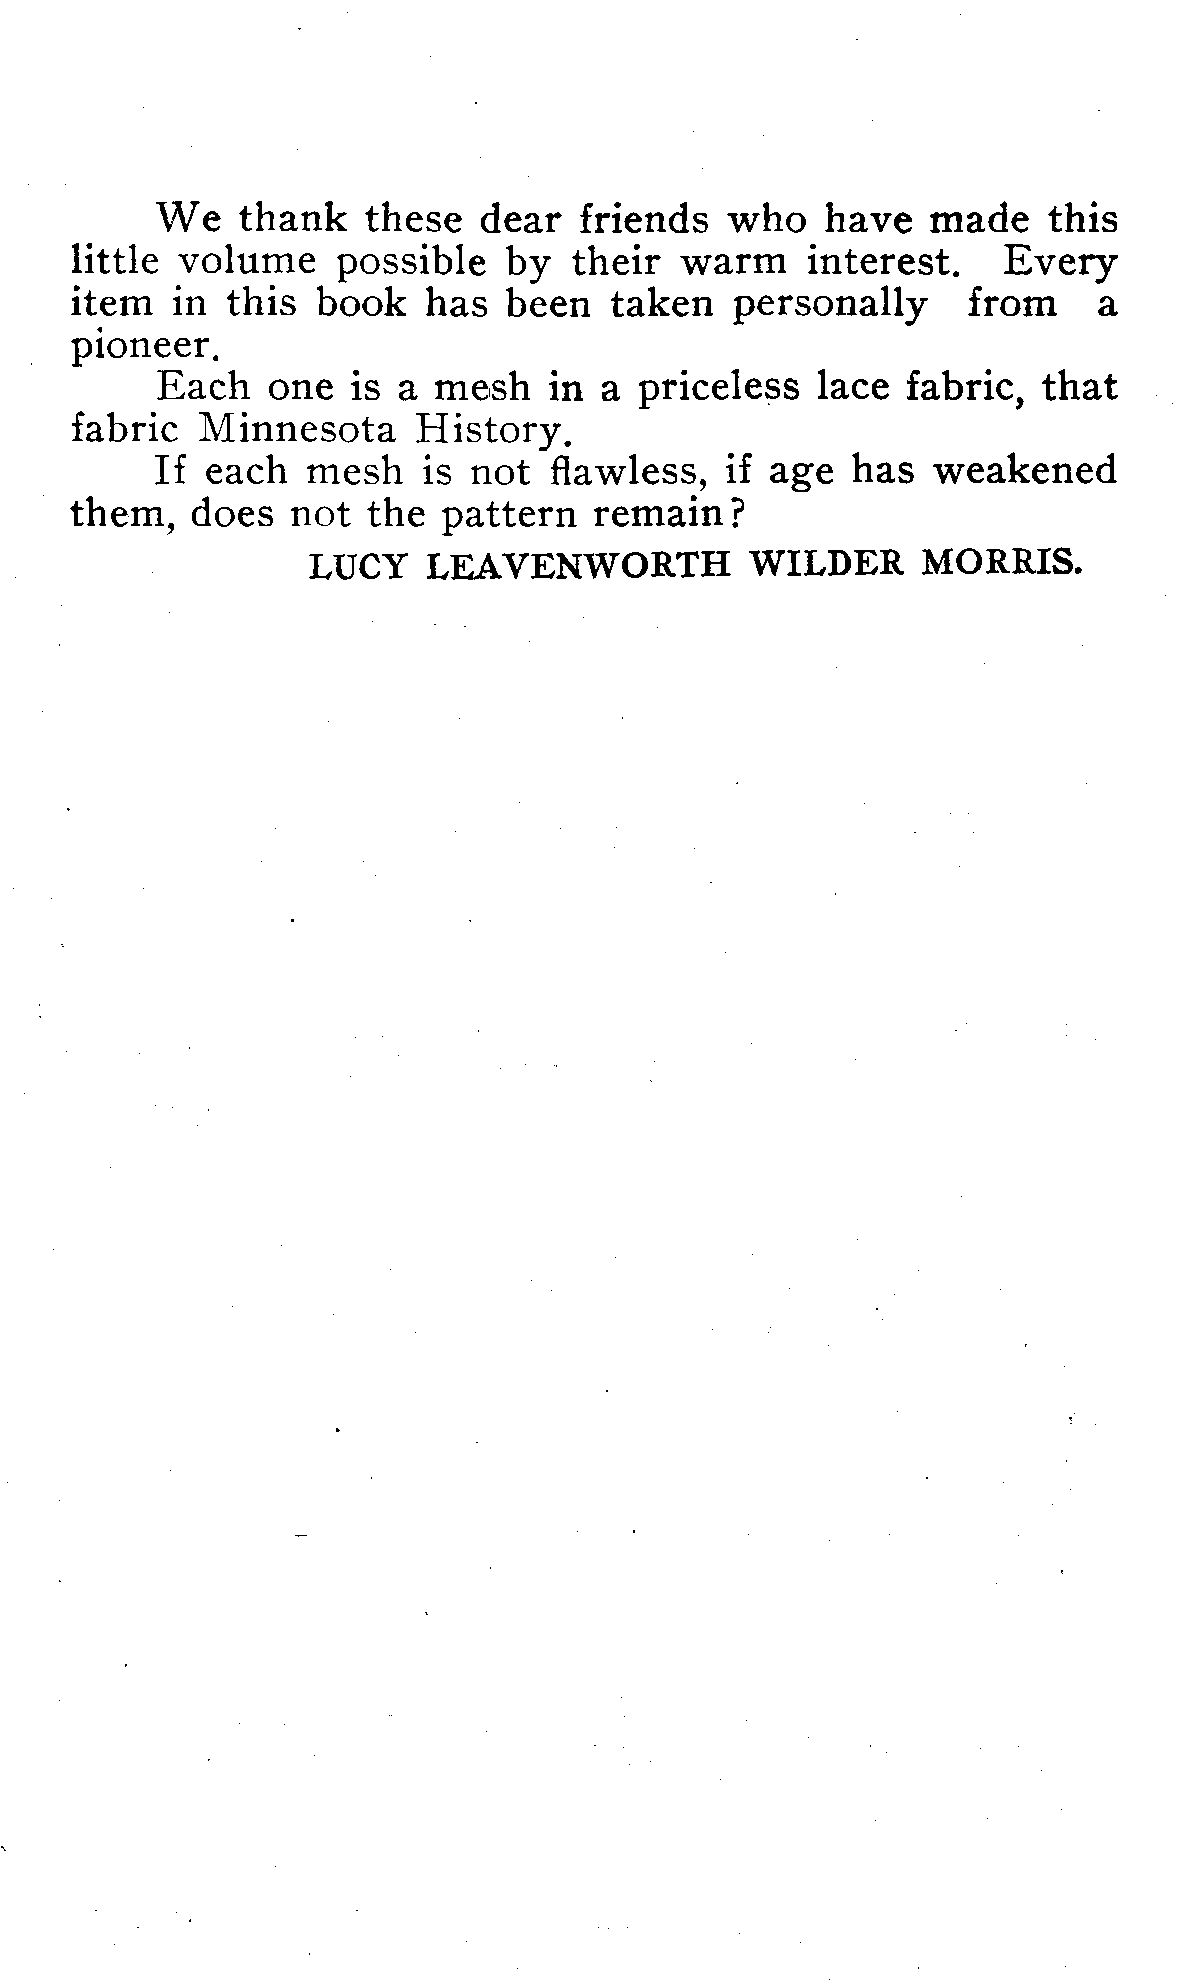 We thank these dear friends who have made this
little volume possible by their warm interest. Every
item in this book has been taken personally from a
pioneer.
Each one is a mesh in a priceless lace fabric, that
fabric Minnesota History.
If each mesh is not flawless, if age has weakened
them, does not the pattern remain?
LUCY LEAVENWORTH WILDER MORRIS.